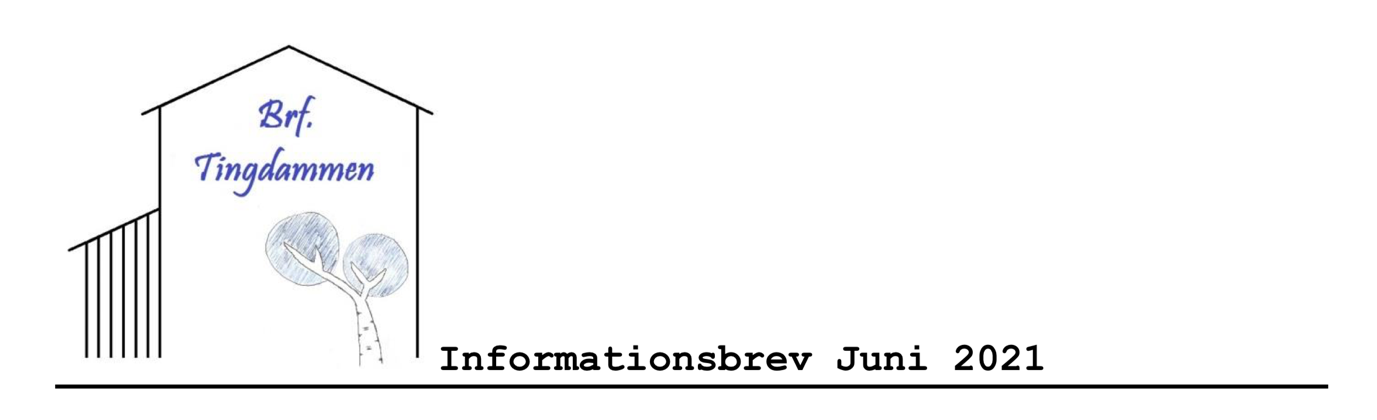 Brf.
Tingdammen
Informationsbrev Juni 2021